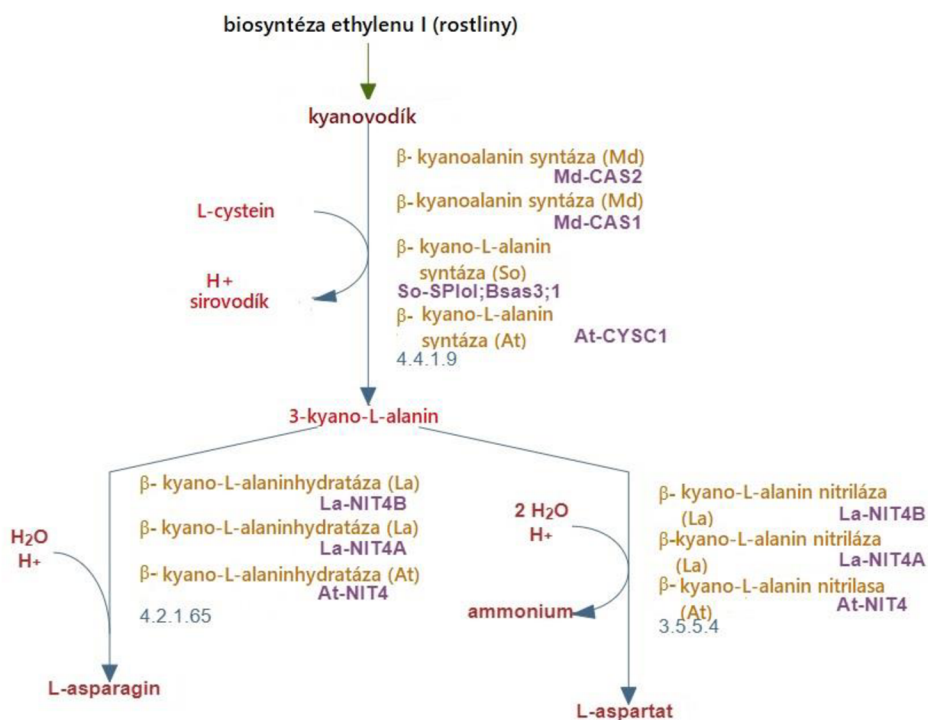 biosyntéza ethylenu I (rostliny)
kyanovodík
β- kyanoalanin syntáza (Md)
Md-CAS2
β- kyanoalanin syntáza (Md)
Md-CAS1
L-cystein
β- kyano-L-alanin
syntáza (So)
H+
sirovodík
So-SPlol;Bsas3;1
β- kyano-L-alanin
syntáza (At)
At-CYSC1
4.4.1.9
3-kyano-L-alanin
β- kyano-L-alaninhydratáza (La)
La-NIT4B
β- kyano-L-alaninhydratáza (La)
La-NIT4A
β- kyano-L-alaninhydratáza (At)
At-NIT4
4.2.1.65
H2O
H+
L-asparagin
2 H2O
H+
ammonium
β- kyano-L-alanin nitriláza
(La)
La-NIT4B
β-kyano-L-alanin nitriláza
(La)
La-NIT4A
β- kyano-L-alanin nitrilasa
(At)
At-NIT4
3.5.5.4
L-aspartat